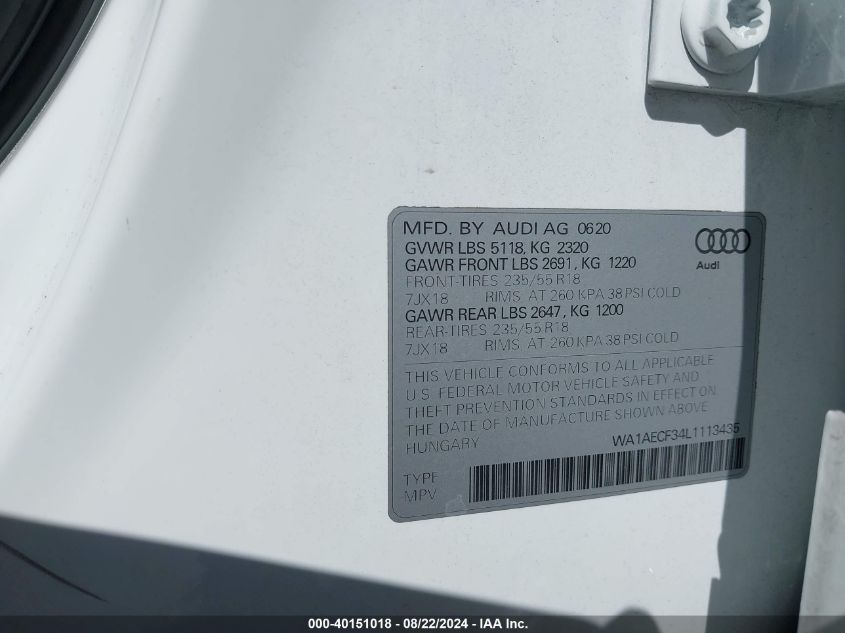 MFD. BY AUDI AG 0620
GVWR LBS 5118, KG 2320
GAWR FRONT LBS 2691, KG 1220
FRONT-TIRES 235/55 R18
7JX18 RIMS AT 260 KPA 38 PSI COLD
GAWR REAR LBS 2647, KG 1200
REAR-TIRES 235/55 R18
7JX18 RIMS AT 260 KPA 38 PSI COLD
Audi
THIS VEHICLE CONFORMS TO ALL APPLICABLE
U.S. FEDERAL MOTOR VEHICLE SAFETY AND
THEFT PREVENTION STANDARDS IN EFFECT ON
THE DATE OF MANUFACTURE SHOWN ABOVE
HUNGARY
WA1AECF34L1113435
TYPE
MPV
000-40151018 - 08/22/2024 - IAAI.com Copyright © 2024 IAA, Inc.